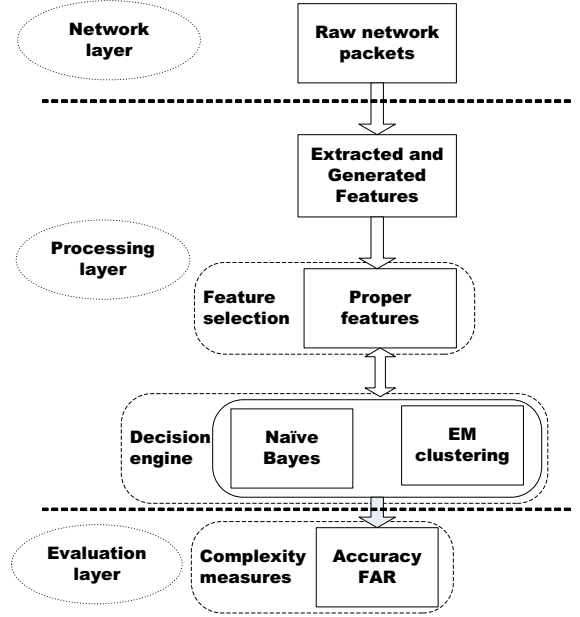 Network
layer
Raw network
packets
Extracted and
Generated
Features
Processing
layer
Feature
selection
Proper
features
Decision
engine
Naïve
Bayes
EM
clustering
Evaluation
layer
Complexity
measures
Accuracy
FAR